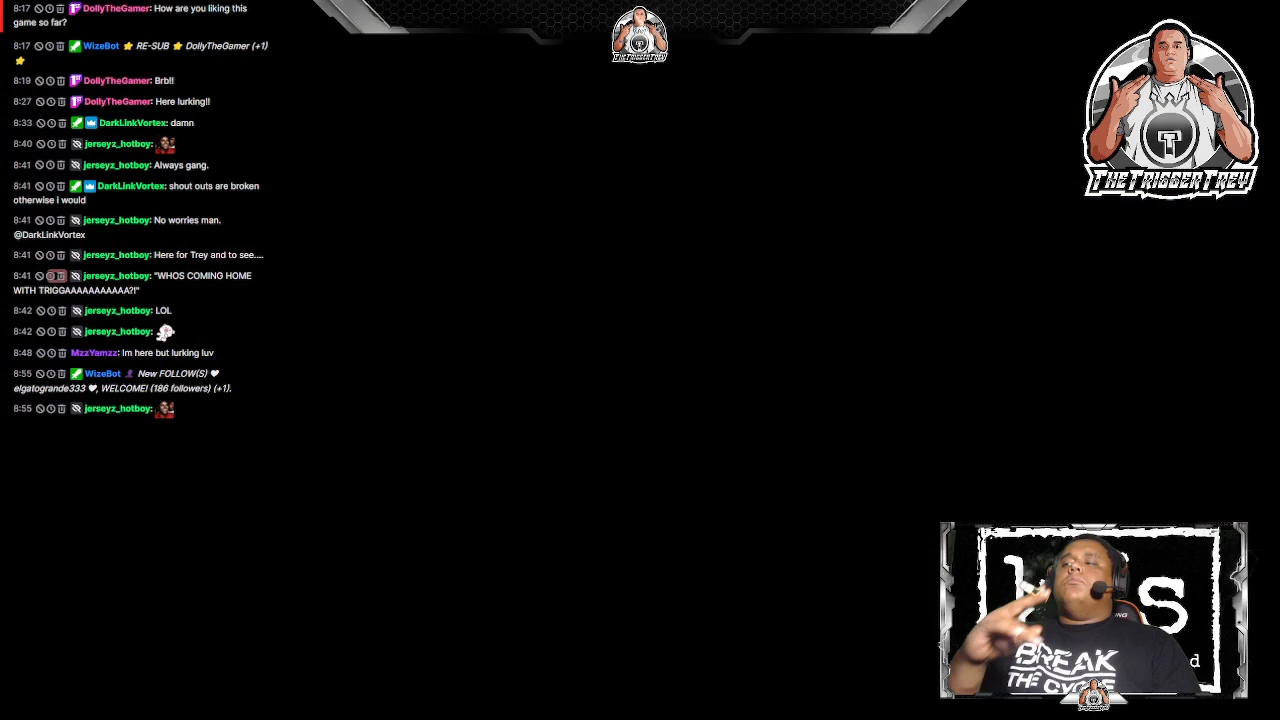 8:17 DollyTheGamer: How are you liking this
game so far?
8:17 WizeBot ⭐ RE-SUB ⭐ DollyTheGamer (+1)
⭐
8:19 DollyTheGamer: Brb!!
8:27 DollyTheGamer: Here lurking!!
8:33 DarkLinkVortex: damn
8:40 jerseyz_hotboy:
8:41 jerseyz_hotboy: Always gang.
8:41 DarkLinkVortex: shout outs are broken
otherwise i would
8:41 jerseyz_hotboy: No worries man.
@DarkLinkVortex
8:41 jerseyz_hotboy: Here for Trey and to see....
8:41 jerseyz_hotboy: "WHOS COMING HOME
WITH TRIGGAAAAAAAAAAA?!"
8:42 jerseyz_hotboy: LOL
8:42 jerseyz_hotboy:
8:48 MzzYamzz: Im here but lurking luv
8:55 WizeBot 👤 New FOLLOW(S) 🤍
elgatogrande333 🤍, WELCOME! (186 followers) (+1).
8:55 jerseyz_hotboy:
THETRIGGERTREY
T
THETRIGGERTREY
BREAK
THE CYCLE